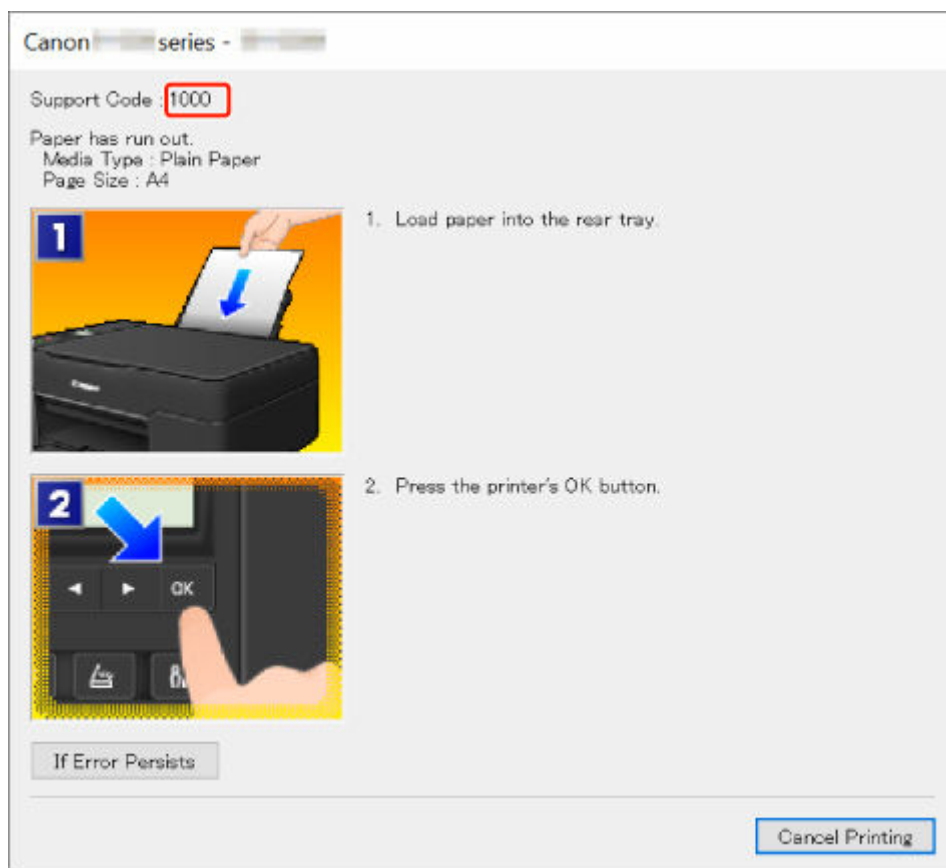 Canon series -
Support Code : 1000
Paper has run out.
Media Type : Plain Paper
Page Size : A4
1
1. Load paper into the rear tray.
2
2. Press the printer's OK button.
OK
If Error Persists
Cancel Printing